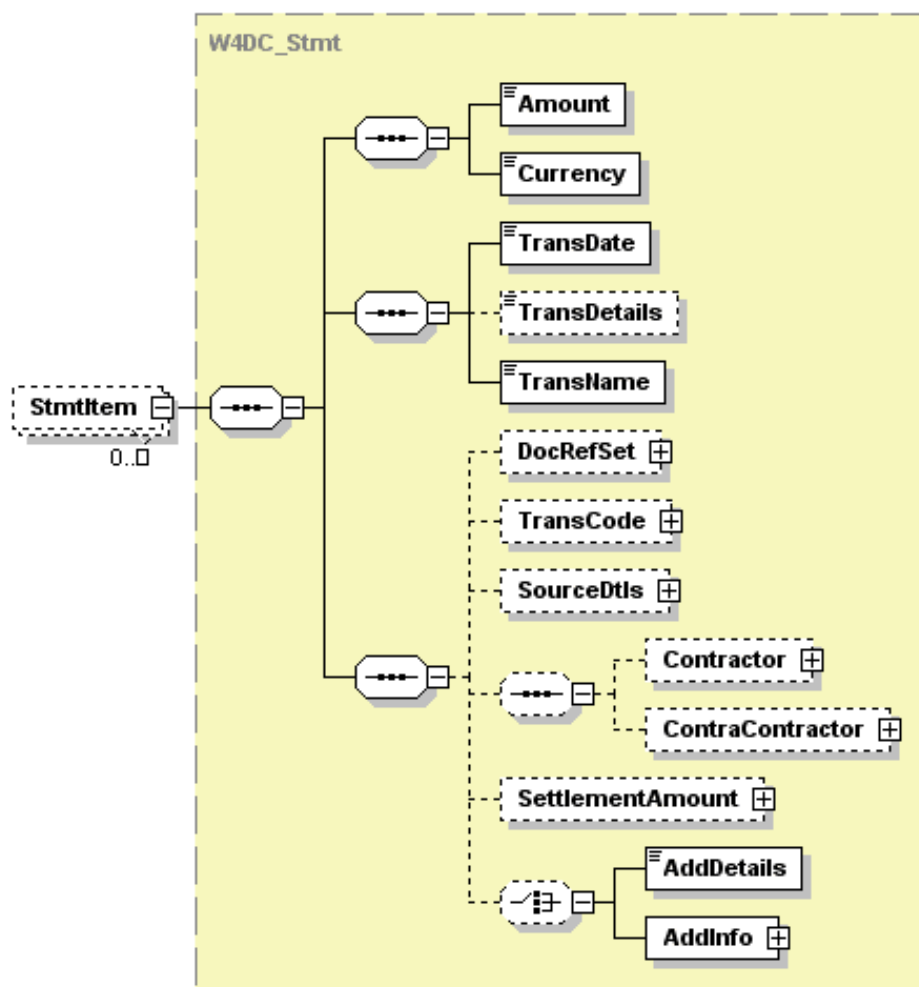 W4DC_Stmt
Amount
Currency
TransDate
TransDetails
TransName
StmtItem
0..□
DocRefSet
TransCode
SourceDtls
Contractor
ContraContractor
SettlementAmount
AddDetails
AddInfo